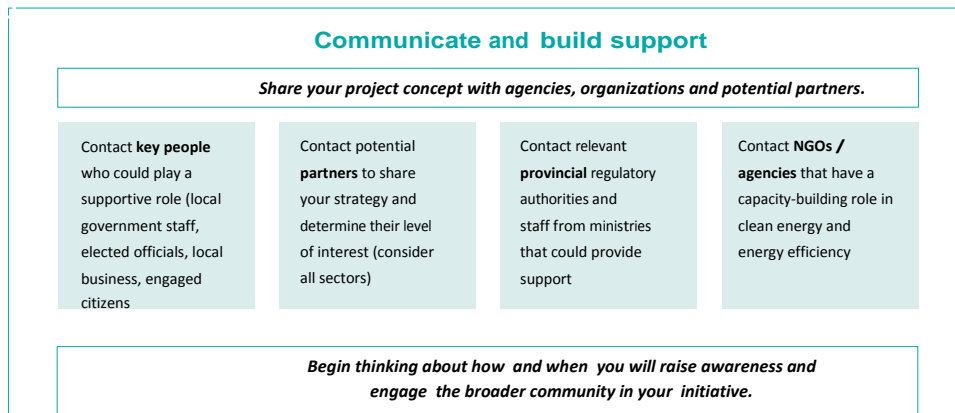 Communicate and build support
Share your project concept with agencies, organizations and potential partners.
Contact key people
who could play a
supportive role (local
government staff,
elected officials, local
business, engaged
citizens
Contact potential
partners to share
your strategy and
determine their level
of interest (consider
all sectors)
Contact relevant
provincial regulatory
authorities and
staff from ministries
that could provide
support
Contact NGOs /
agencies that have a
capacity-building role in
clean energy and
energy efficiency
Begin thinking about how and when you will raise awareness and
engage the broader community in your initiative.